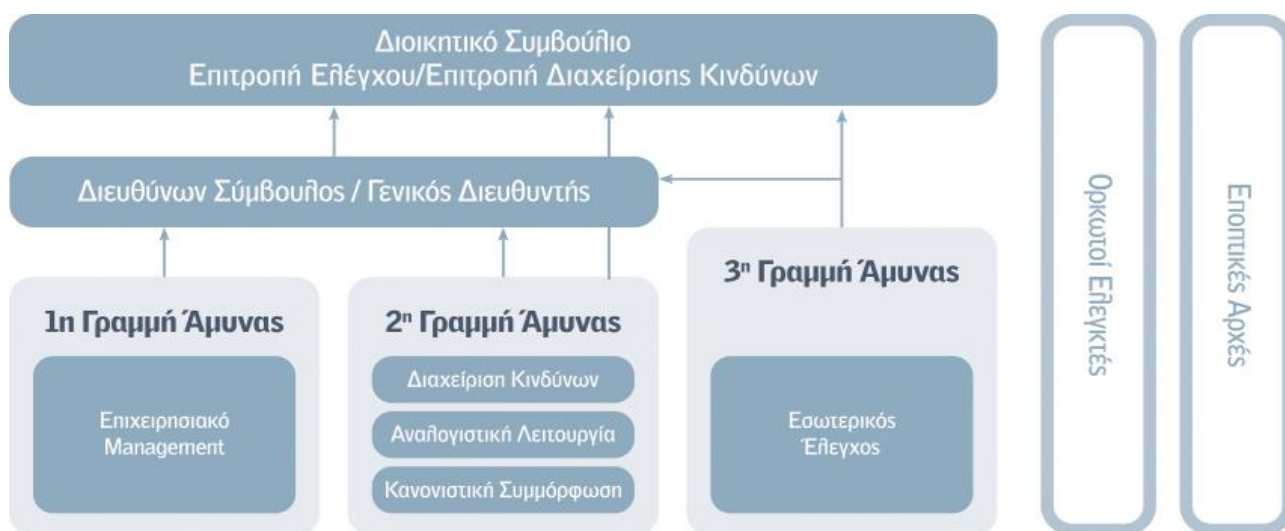 Διοικητικό Συμβούλιο
Επιτροπή Ελέγχου/Επιτροπή Διαχείρισης Κινδύνων
Διευθύνων Σύμβουλος / Γενικός Διευθυντής
1η Γραμμή Άμυνας
Επιχειρησιακό
Management
2η Γραμμή Άμυνας
Διαχείριση Κινδύνων
Αναλογιστική Λειτουργία
Κανονιστική Συμμόρφωση
3η Γραμμή Άμυνας
Εσωτερικός
Έλεγχος
Ορκωτοί Ελεγκτές
Εποπτικές Αρχές